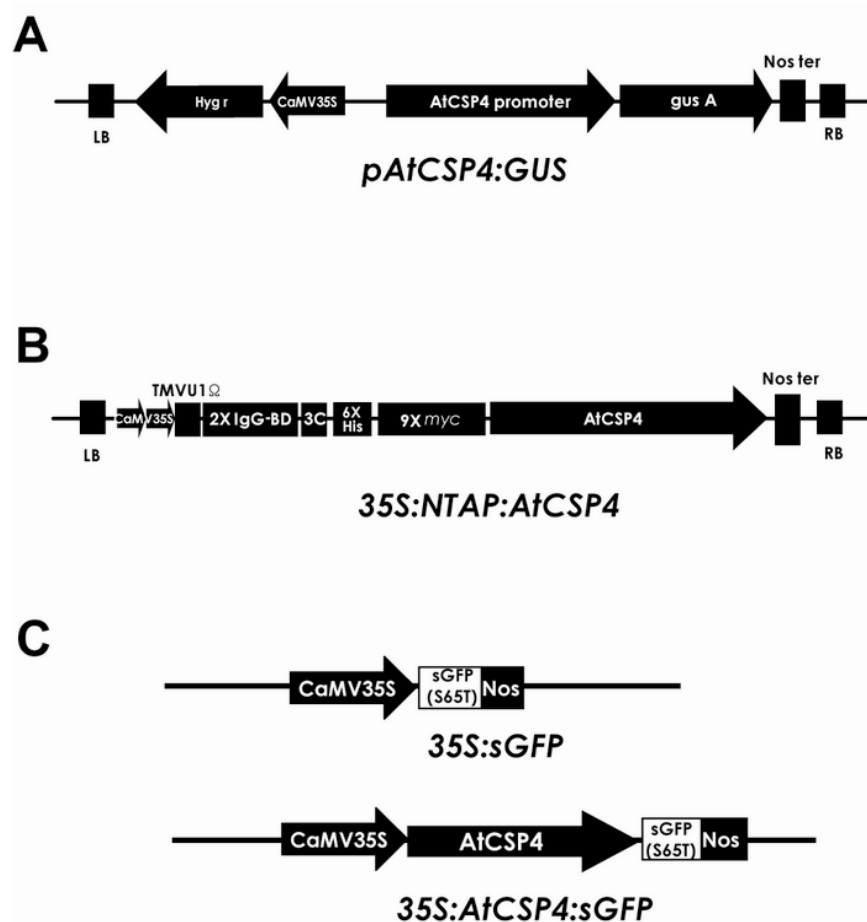 A
Nos ter
Hyg r CaMV35S AtCSP4 promoter gus A
LB RB
pAtCSP4:GUS
B
TMVU1Ω Nos ter
CaMV35S 2X IgG-BD 3C 6X His 9X myc AtCSP4
LB RB
35S:NTAP:AtCSP4
C
CaMV35S sGFP (S65T) Nos
35S:sGFP
CaMV35S AtCSP4 sGFP (S65T) Nos
35S:AtCSP4:sGFP